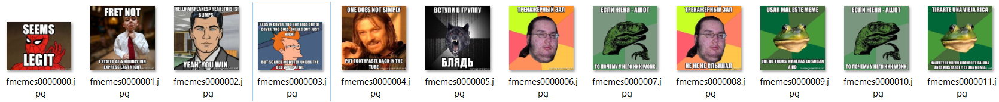 SEEMS
LEGIT
fmemes0000000.j
pg
FRET NOT
I STAYED AT A HOLIDAY INN
EXPRESS LAST NIGHT
fmemes0000001.j
pg
HELLO AIRPLANES? YEAH, THIS IS
BLIMPS.
YEAH, YOU WIN.
fmemes0000002.j
pg
LEGS IN COVER, TOO HOT. LEGS OUT OF
COVER, TOO COLD. ONE LEG OUT, JUST
RIGHT
BUT SCARED MONSTER UNDER THE
BED WILL EAT ME
fmemes0000003.j
pg
ONE DOES NOT SIMPLY
PUT TOOTHPASTE BACK IN THE
TUBE
fmemes0000004.j
pg
ВСТУПИ В ГРУППУ
БЛЯДЬ
fmemes0000005.j
pg
ТРЕНАЖЁРНЫЙ ЗАЛ
fmemes0000006.j
pg
ЕСЛИ ЖЕНЯ - АШОТ
ТО ПОЧЕМУ У НЕГО НИК WONK
fmemes0000007.j
pg
ТРЕНАЖЁРНЫЙ ЗАЛ
НЕ НЕ НЕ СЛЫШАЛ
fmemes0000008.j
pg
USAR MAL ESTE MEME
QUE DE TODAS MANERAS LO SUBAN
A HD
fmemes0000009.j
pg
ЕСЛИ ЖЕНЯ - АШОТ
ТО ПОЧЕМУ У НЕГО НИК WONK
fmemes0000010.j
pg
TIRARTE UNA VIEJA RICA
HACERTE EL HUEON CUANDO TE SALUDA
AÑOS MAS TARDE Y ES UNA MOMIA
fmemes0000011.j
pg